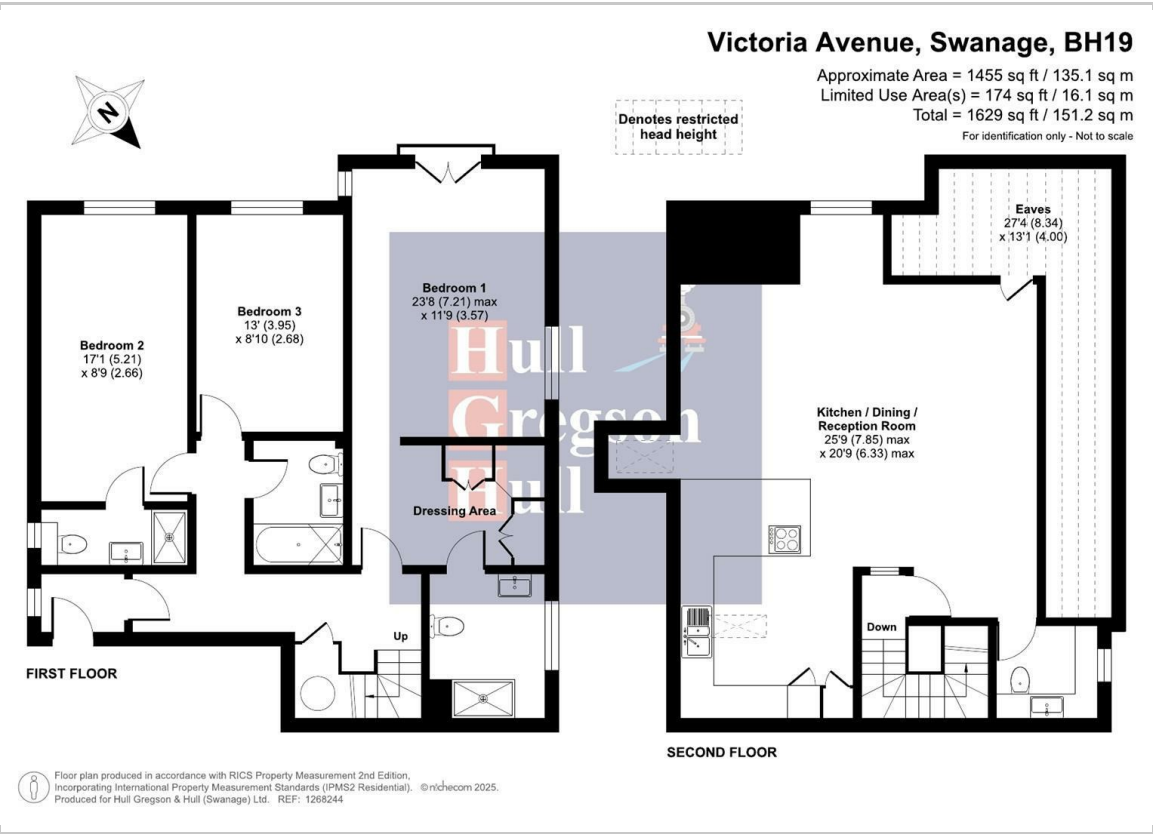 Victoria Avenue, Swanage, BH19
Approximate Area = 1455 sq ft / 135.1 sq m
Limited Use Area(s) = 174 sq ft / 16.1 sq m
Total = 1629 sq ft / 151.2 sq m
For identification only - Not to scale
N
Denotes restricted
head height
Bedroom 2
17'1 (5.21)
x 8'9 (2.66)
Bedroom 3
13' (3.95)
x 8'10 (2.68)
Bedroom 1
23'8 (7.21) max
x 11'9 (3.57)
Hull
Gregson
Hull
Dressing Area
Up
FIRST FLOOR
Eaves
27'4 (8.34)
x 13'1 (4.00)
Kitchen / Dining /
Reception Room
25'9 (7.85) max
x 20'9 (6.33) max
Down
SECOND FLOOR
Floor plan produced in accordance with RICS Property Measurement 2nd Edition,
Incorporating International Property Measurement Standards (IPMS2 Residential). ©nichecom 2025.
Produced for Hull Gregson & Hull (Swanage) Ltd. REF: 1268244